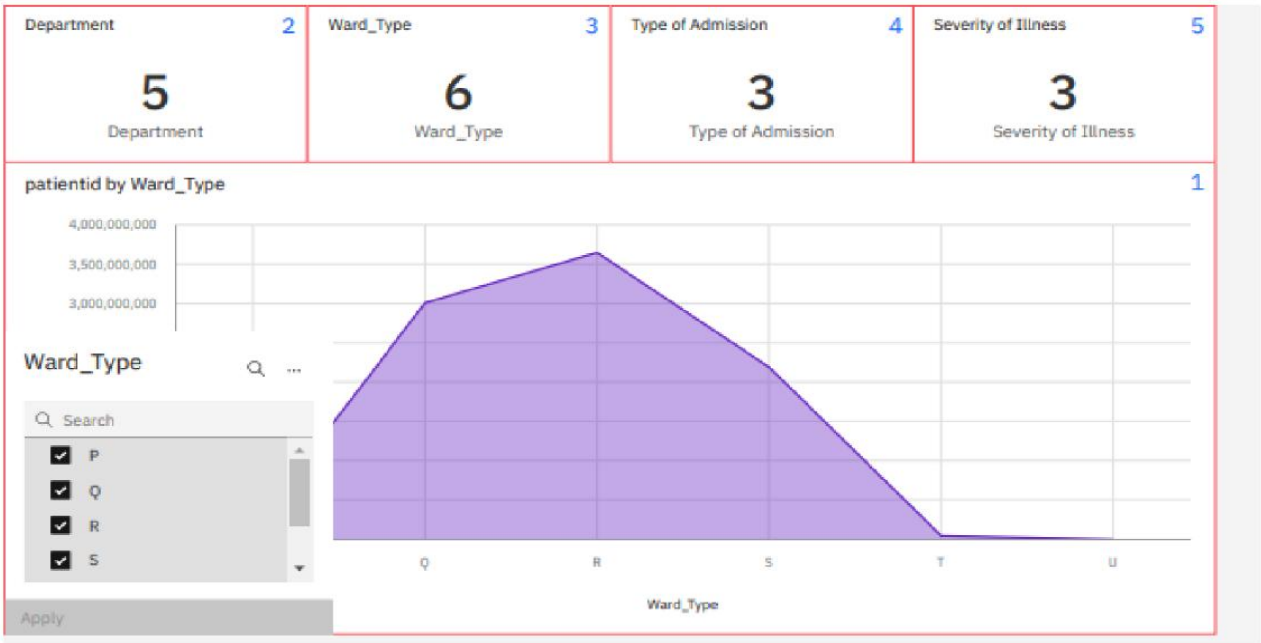 Department 2 Ward_Type 3 Type of Admission 4 Severity of Illness 5
5 6 3 3
Department Ward_Type Type of Admission Severity of Illness
patientid by Ward_Type 1
4,000,000,000
3,500,000,000
3,000,000,000
Ward_Type ...
Search
P
Q
R
S
Q R S T U
Ward_Type
Apply